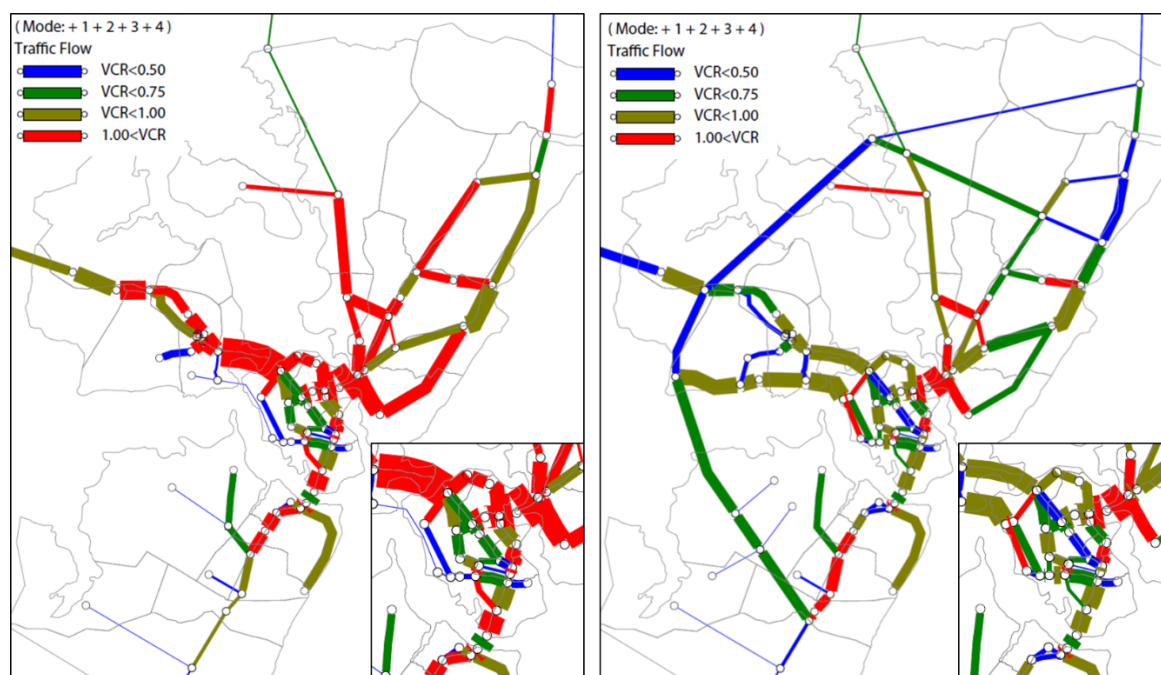 ( Mode: + 1 + 2 + 3 + 4 )
Traffic Flow
VCR<0.50
VCR<0.75
VCR<1.00
1.00<VCR
( Mode: + 1 + 2 + 3 + 4 )
Traffic Flow
VCR<0.50
VCR<0.75
VCR<1.00
1.00<VCR